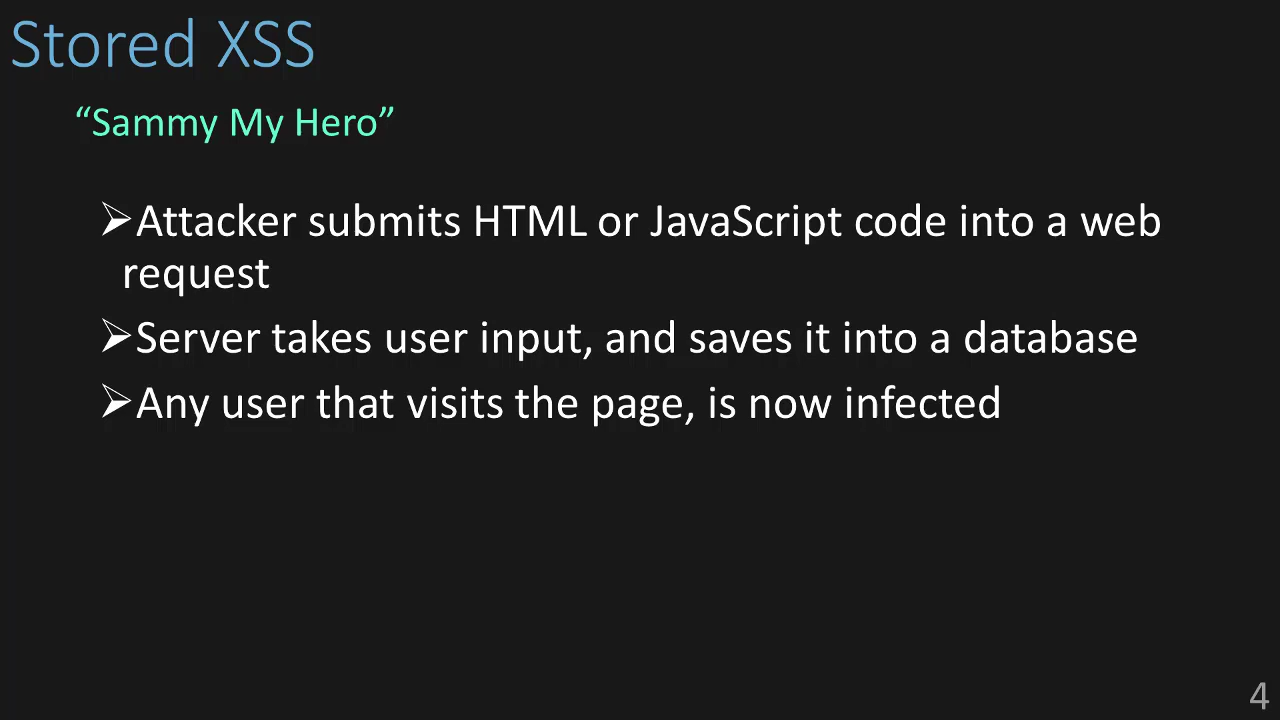 Stored XSS
“Sammy My Hero”
➢Attacker submits HTML or JavaScript code into a web
request
➢Server takes user input, and saves it into a database
➢Any user that visits the page, is now infected
4